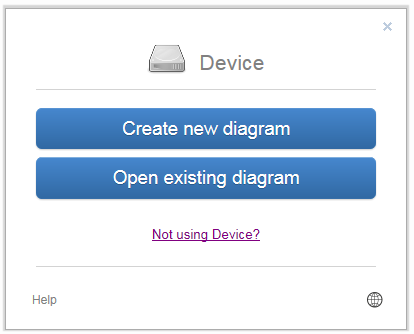 Device
Create new diagram
Open existing diagram
Not using Device?
Help